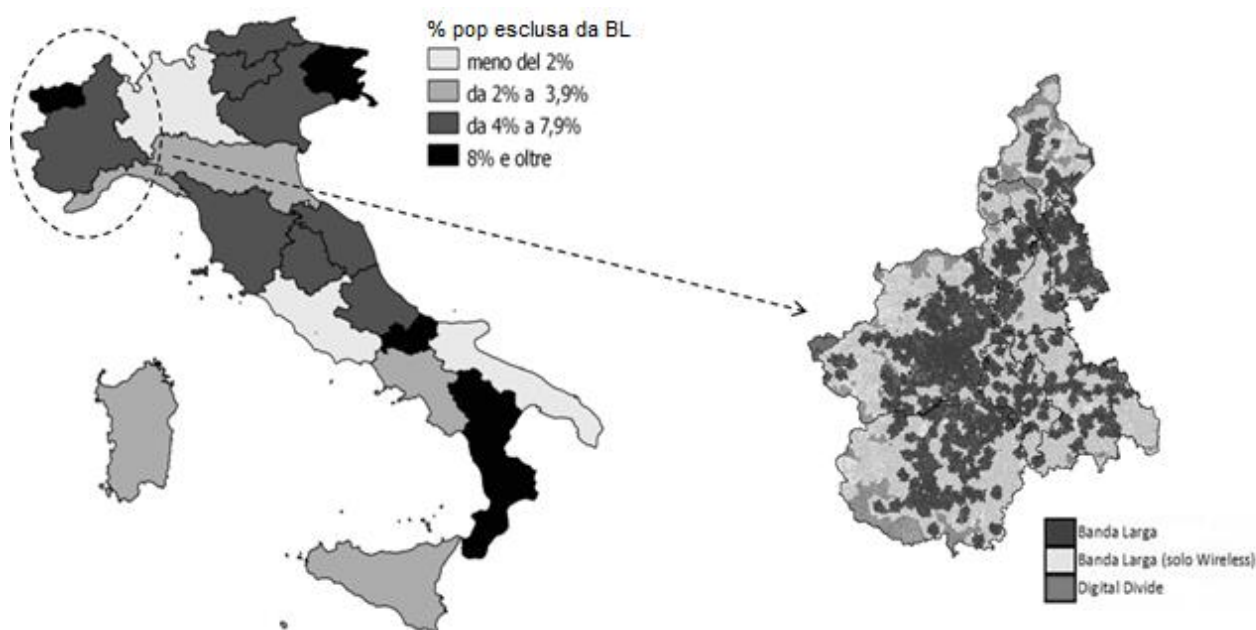 % pop esclusa da BL
meno del 2%
da 2% a 3,9%
da 4% a 7,9%
8% e oltre
Banda Larga
Banda Larga (solo Wireless)
Digital Divide